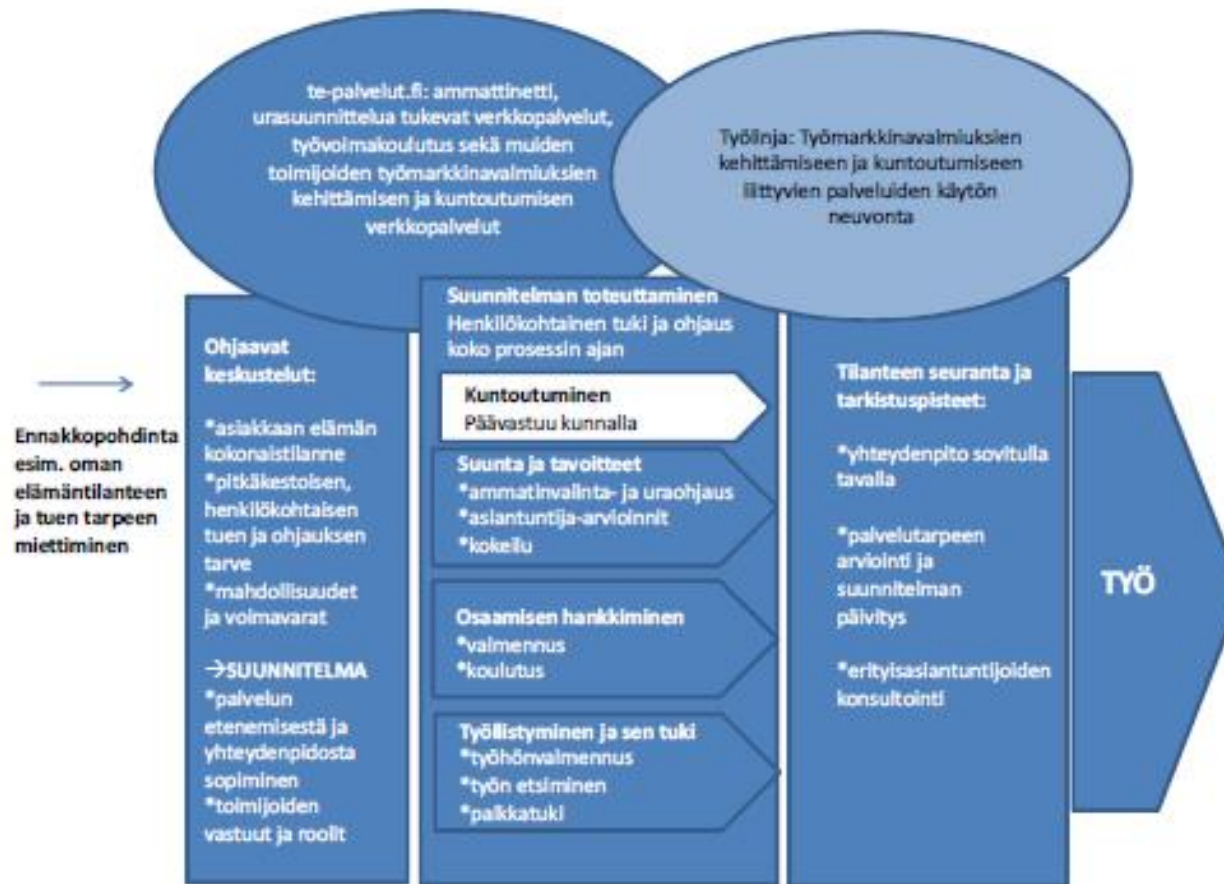 te-palvelut.fi: ammattinetti,
urasuunnittelua tukevat verkkopalvelut,
työvoimakoulutus sekä muiden
toimijoiden työmarkkinavalmiuksien
kehittämisen ja kuntoutumisen
verkkopalvelut
Työlinja: Työmarkkinavalmiuksien
kehittämiseen ja kuntoutumiseen
liittyvien palveluiden käytön
neuvonta
Ennakkopohdinta
esim. oman
elämäntilanteen
ja tuen tarpeen
miettiminen
Ohjaavat
keskustelut:
*asiakkaan elämän
kokonaistilanne
*pitkäkestoisen,
henkilökohtaisen
tuen ja ohjauksen
tarve
*mahdollisuudet
ja voimavarat
→SUUNNITELMA
*palvelun
etenemisestä ja
yhteydenpidosta
sopiminen
*toimijoiden
vastuut ja roolit
Suunnitelman toteuttaminen
Henkilökohtainen tuki ja ohjaus
koko prosessin ajan
Kuntoutuminen
Päävastuu kunnalla
Suunta ja tavoitteet
*ammatinvalinta- ja uraohjaus
*asiantuntija-arvioinnit
*kokeilu
Osaamisen hankkiminen
*valmennus
*koulutus
Työllistyminen ja sen tuki
*työhönvalmennus
*työn etsiminen
*palkkatuki
Tilanteen seuranta ja
tarkistuspisteet:
*yhteydenpito sovitulla
tavalla
*palvelutarpeen
arviointi ja
suunnitelman
päivitys
*erityisasiantuntijoiden
konsultointi
TYÖ